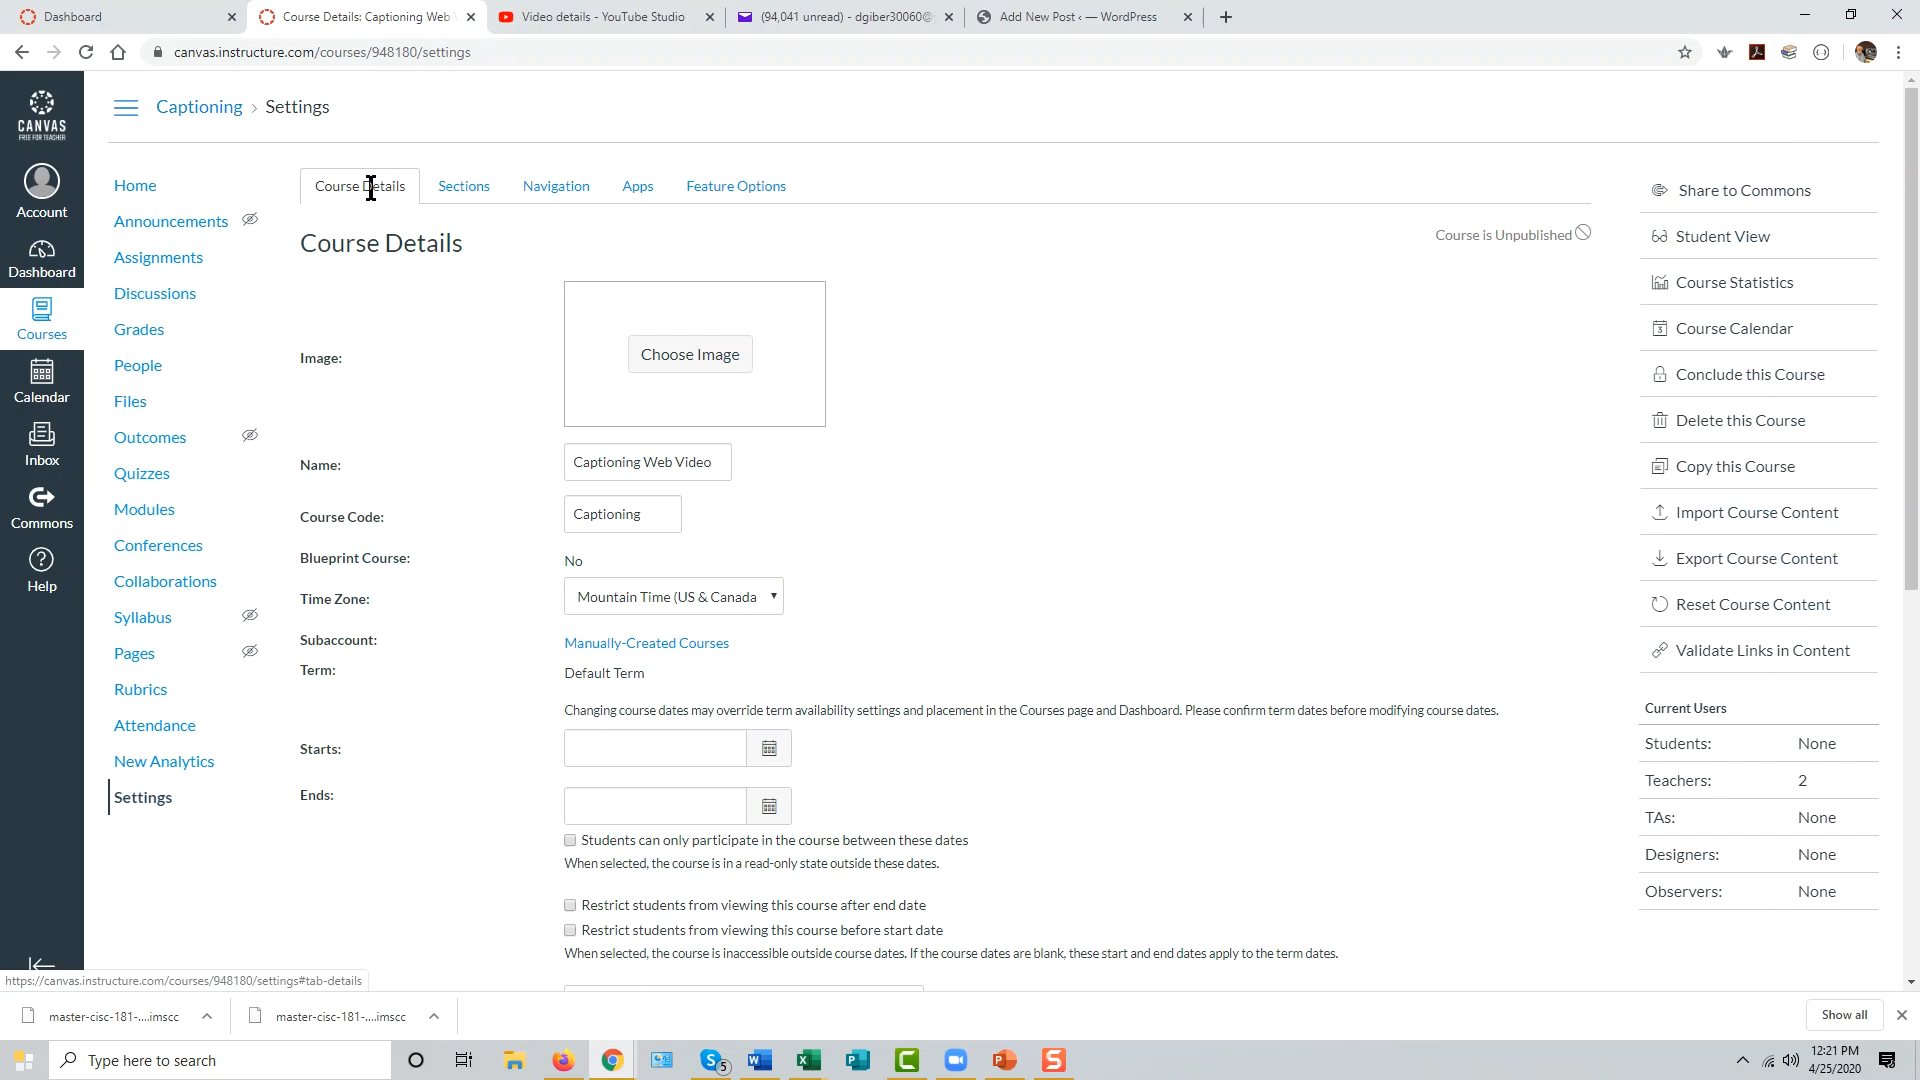 Dashboard
Course Details: Captioning Web V
Video details - YouTube Studio
(94,041 unread) - dgiber30060@
Add New Post ‹ — WordPress
canvas.instructure.com/courses/948180/settings
CANVAS
FREE FOR TEACHER
Account
Dashboard
Courses
Calendar
Inbox
Commons
Help
Captioning › Settings
Home
Announcements
Assignments
Discussions
Grades
People
Files
Outcomes
Quizzes
Modules
Conferences
Collaborations
Syllabus
Pages
Rubrics
Attendance
New Analytics
Settings
Course Details
Sections
Navigation
Apps
Feature Options
Course Details
Course is Unpublished
Image:
Choose Image
Name:
Captioning Web Video
Course Code:
Captioning
Blueprint Course:
No
Time Zone:
Mountain Time (US & Canada
Subaccount:
Manually-Created Courses
Term:
Default Term
Changing course dates may override term availability settings and placement in the Courses page and Dashboard. Please confirm term dates before modifying course dates.
Starts:
Ends:
Students can only participate in the course between these dates
When selected, the course is in a read-only state outside these dates.
Restrict students from viewing this course after end date
Restrict students from viewing this course before start date
When selected, the course is inaccessible outside course dates. If the course dates are blank, these start and end dates apply to the term dates.
Share to Commons
Student View
Course Statistics
Course Calendar
Conclude this Course
Delete this Course
Copy this Course
Import Course Content
Export Course Content
Reset Course Content
Validate Links in Content
Current Users
Students: None
Teachers: 2
TAs: None
Designers: None
Observers: None
https://canvas.instructure.com/courses/948180/settings#tab-details
master-cisc-181-....imscc
master-cisc-181-....imscc
Show all
Type here to search
5
12:21 PM
4/25/2020